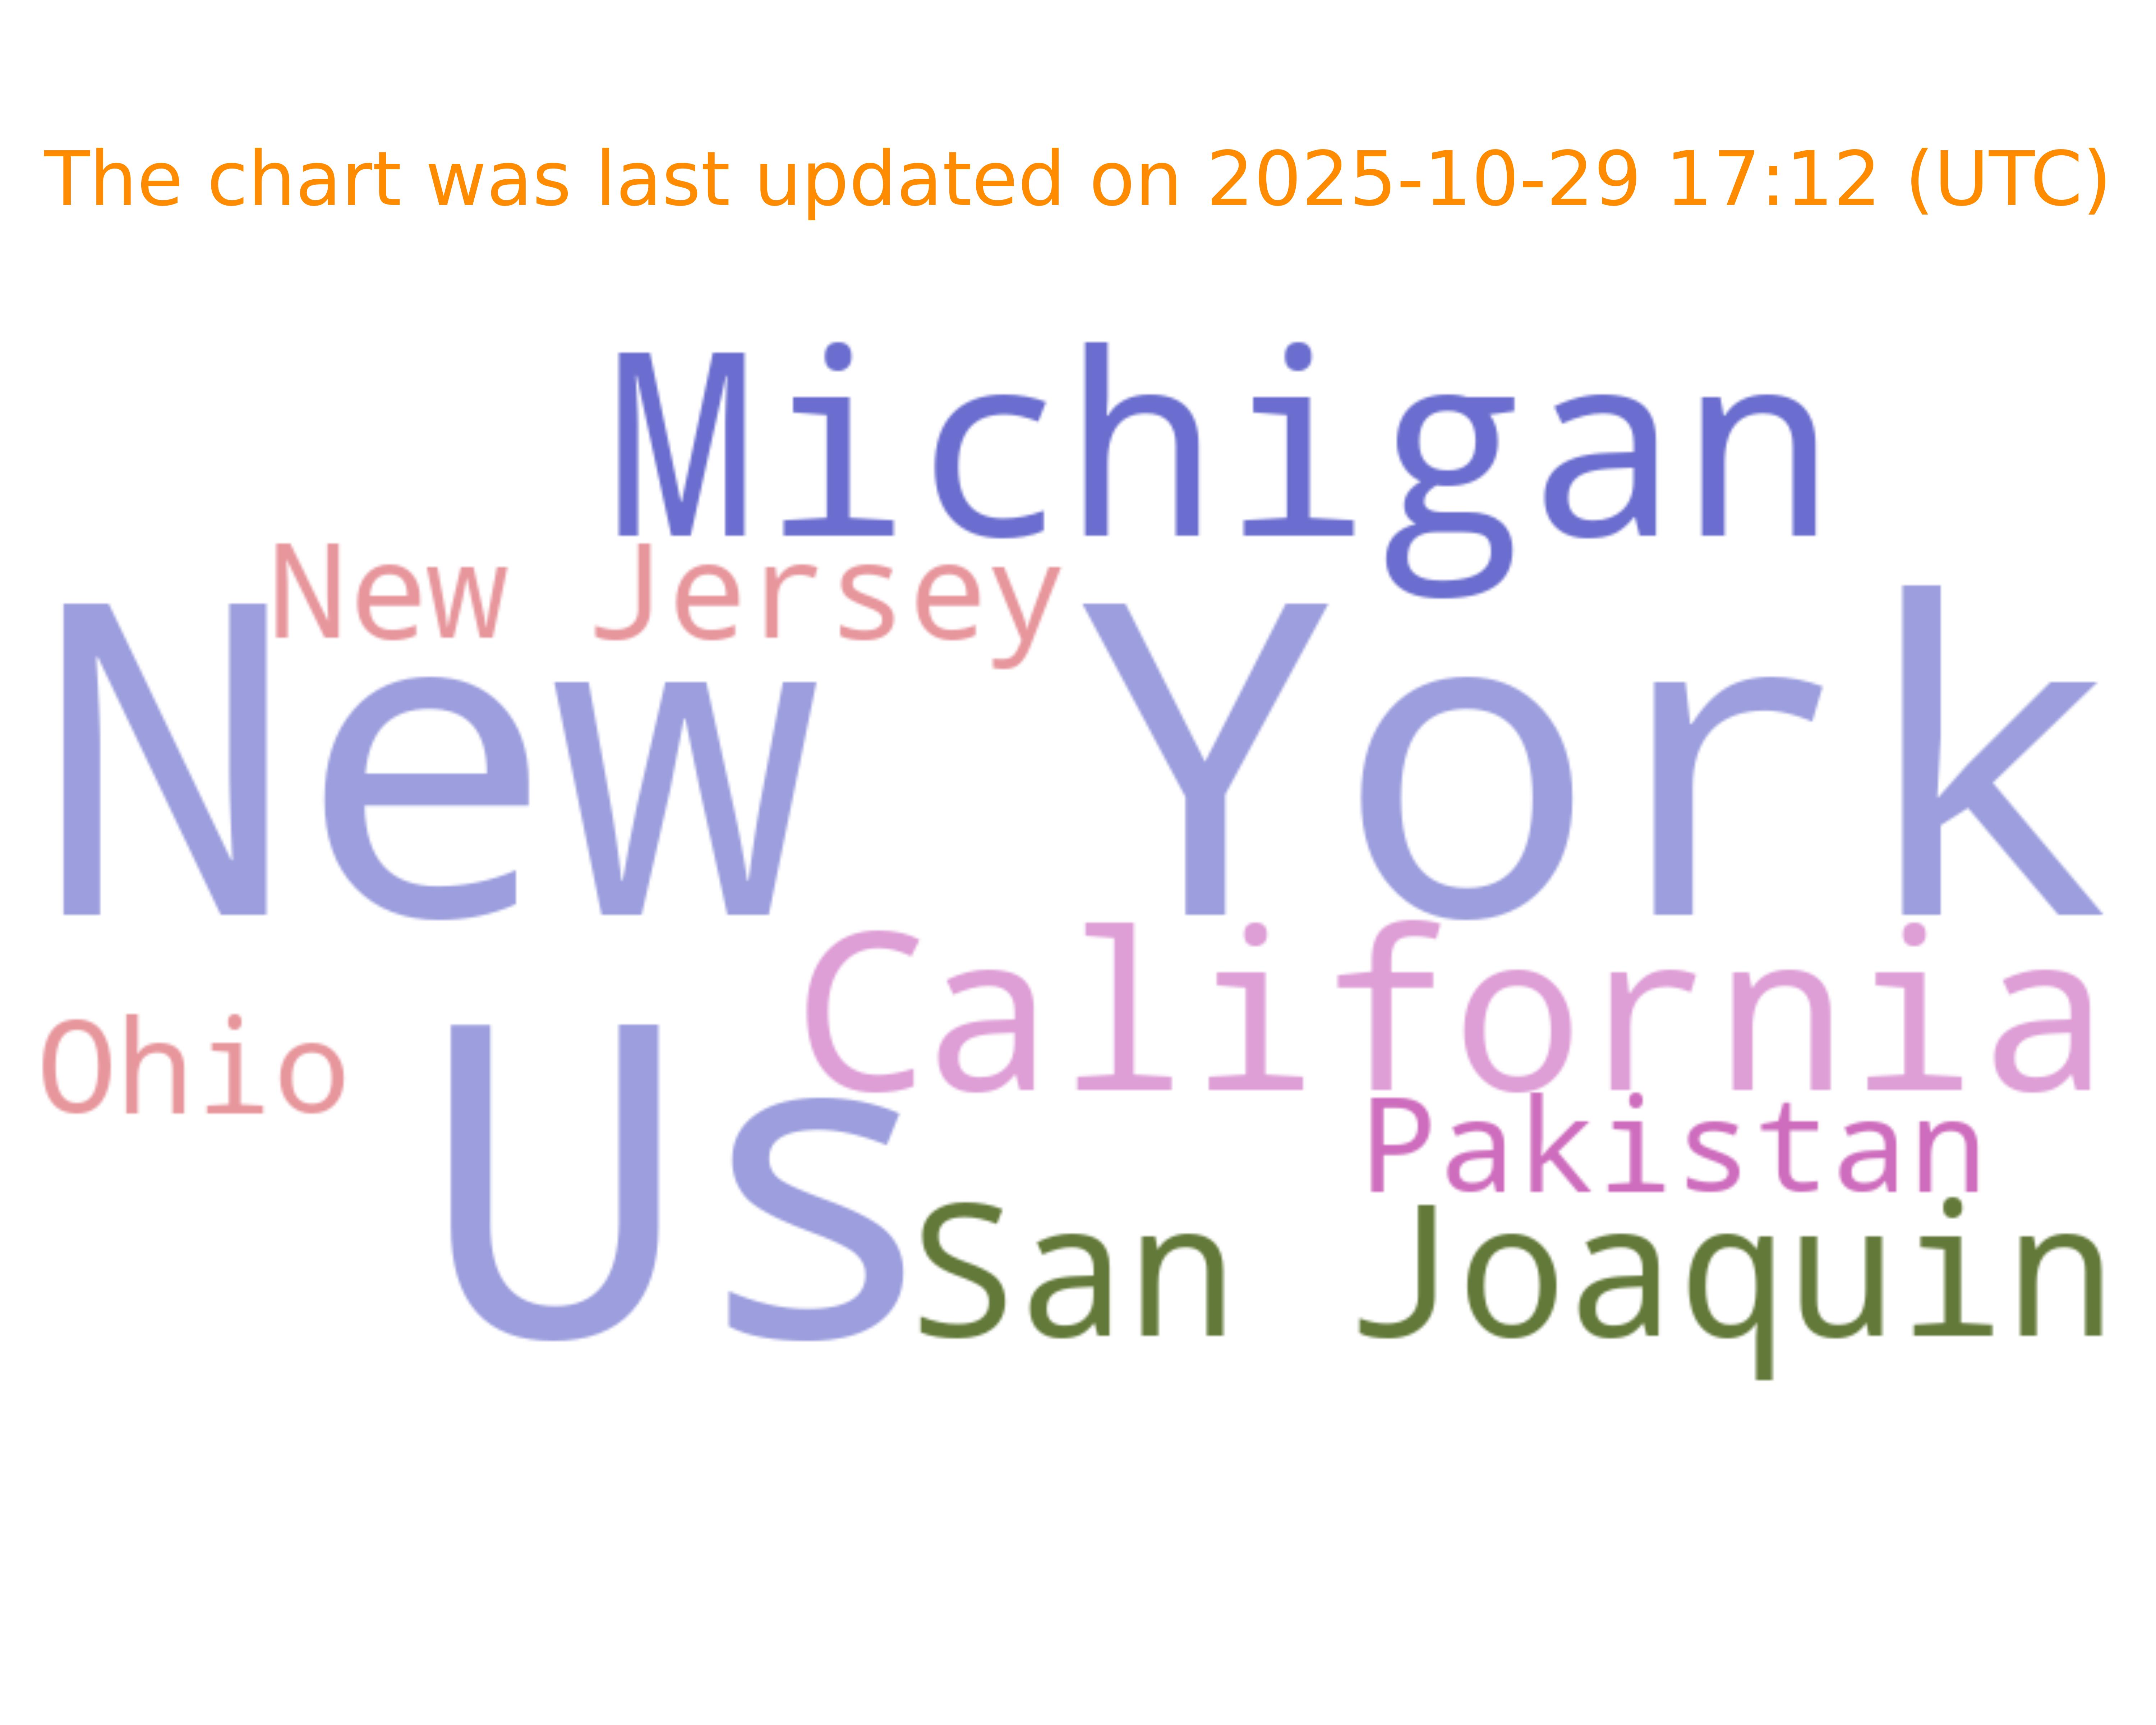 The chart was last updated on 2025-10-29 17:12 (UTC)
Michigan
New Jersey
New York
California
Ohio
US
Pakistan
San Joaquin